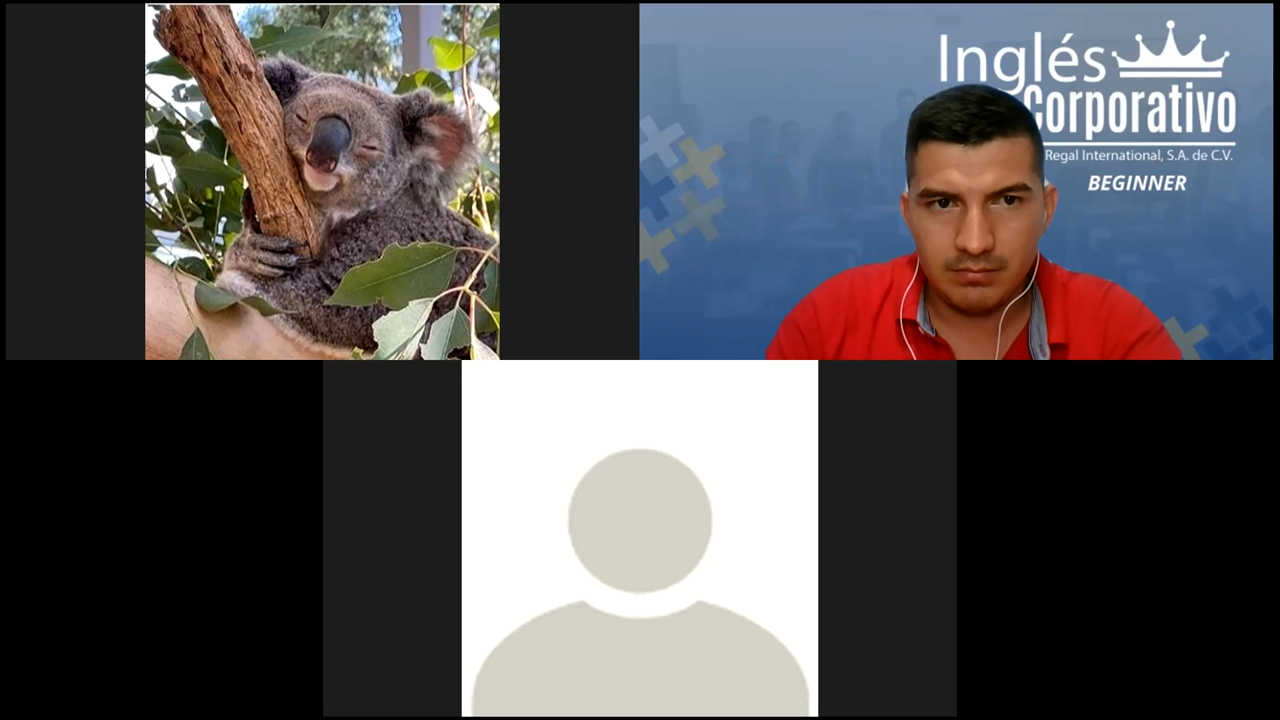 Inglés
Corporativo
Regal International, S.A. de C.V.
BEGINNER